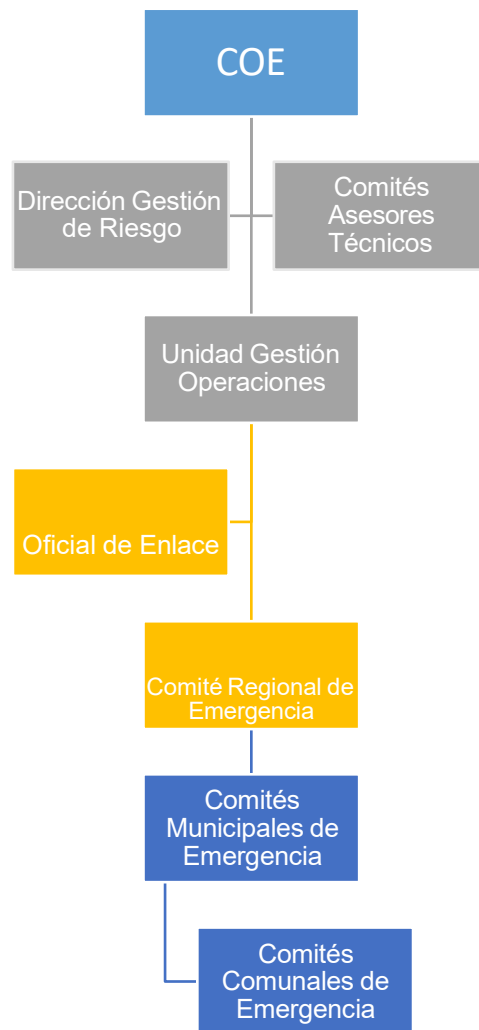 COE
Dirección Gestión
de Riesgo
Comités
Asesores
Técnicos
Unidad Gestión
Operaciones
Oficial de Enlace
Comité Regional de
Emergencia
Comités
Municipales de
Emergencia
Comités
Comunales de
Emergencia